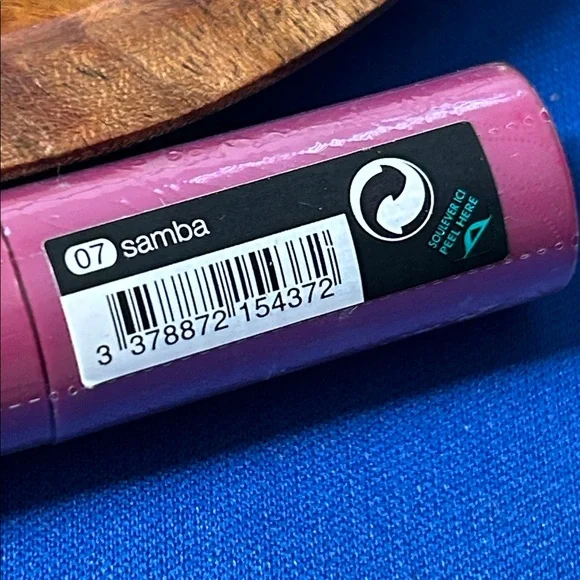 07 samba
3 378872 154372
SOULEVER ICI
PEEL HERE